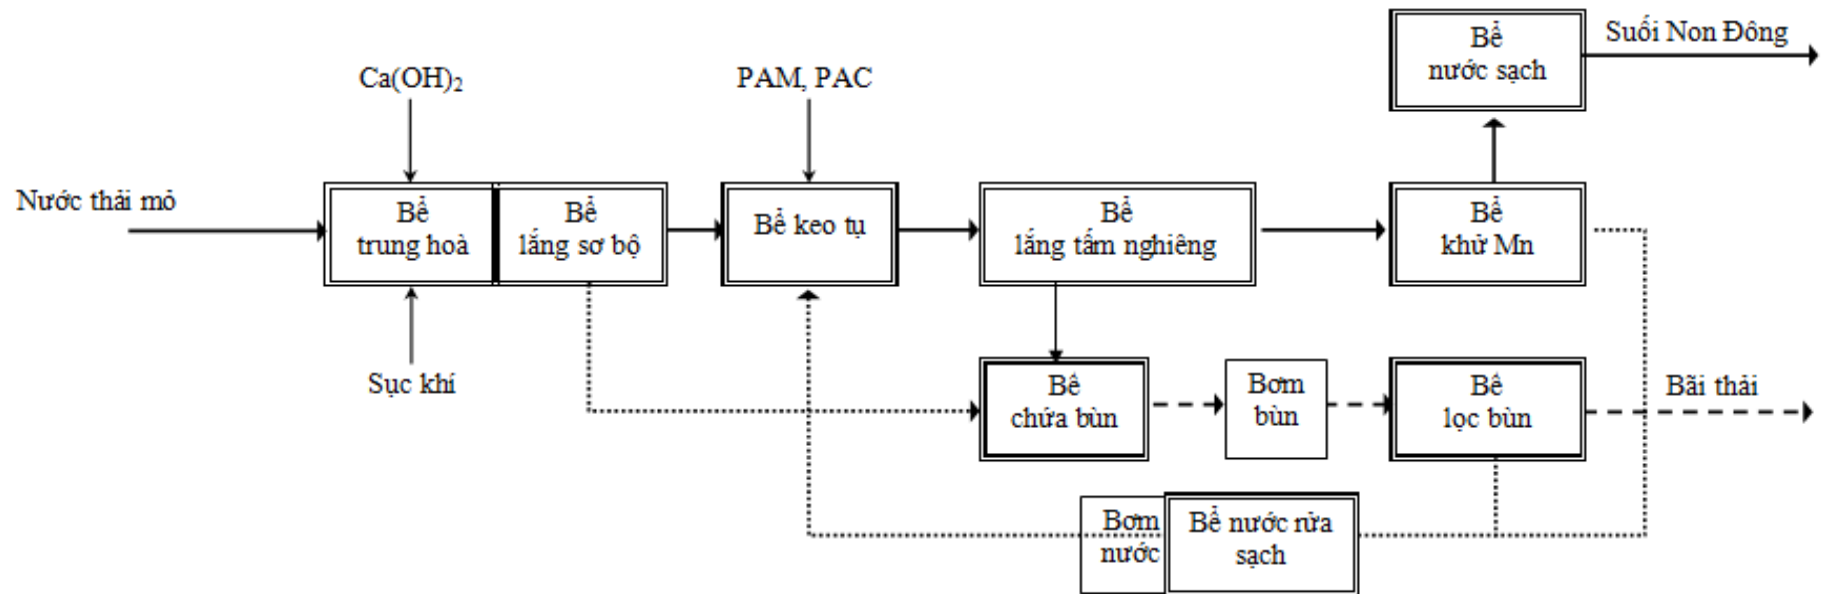 Bể
nước sạch
Suối Non Đông
Ca(OH)₂
PAM, PAC
Nước thải mỏ
Bể
trung hoà
Bể
lắng sơ bộ
Bể keo tụ
Bể
lắng tấm nghiêng
Bể
khử Mn
Sục khí
Bể
chứa bùn
Bơm
bùn
Bể
lọc bùn
Bãi thải
Bơm
nước
Bể nước rửa
sạch